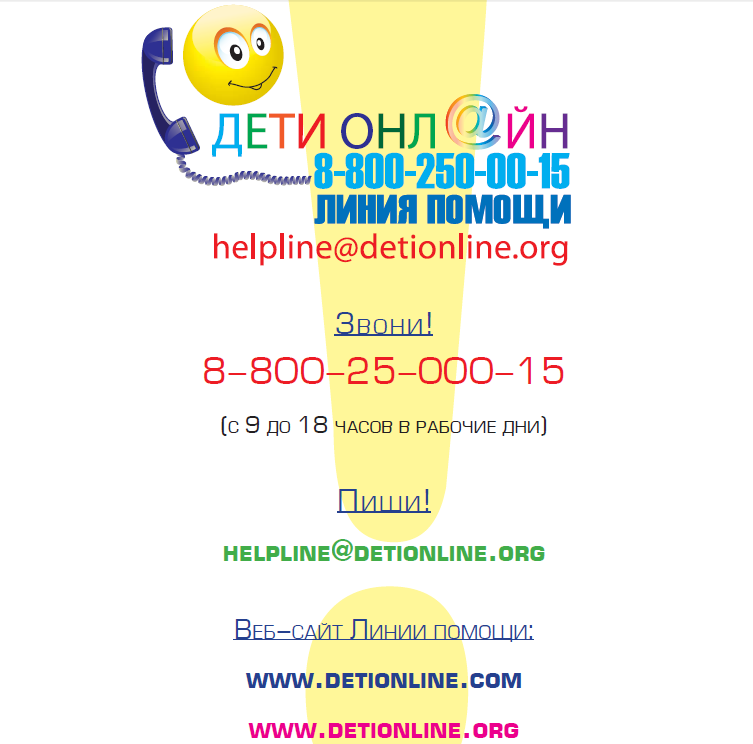 ДЕТИ ОНЛ@ЙН
8-800-250-00-15
ЛИНИЯ ПОМОЩИ
helpline@detionline.org
Звони!
8-800-25-000-15
(с 9 до 18 часов в рабочие дни)
Пиши!
HELPLINE@DETIONLINE.ORG
Веб-сайт Линии помощи:
WWW.DETIONLINE.COM
WWW.DETIONLINE.ORG